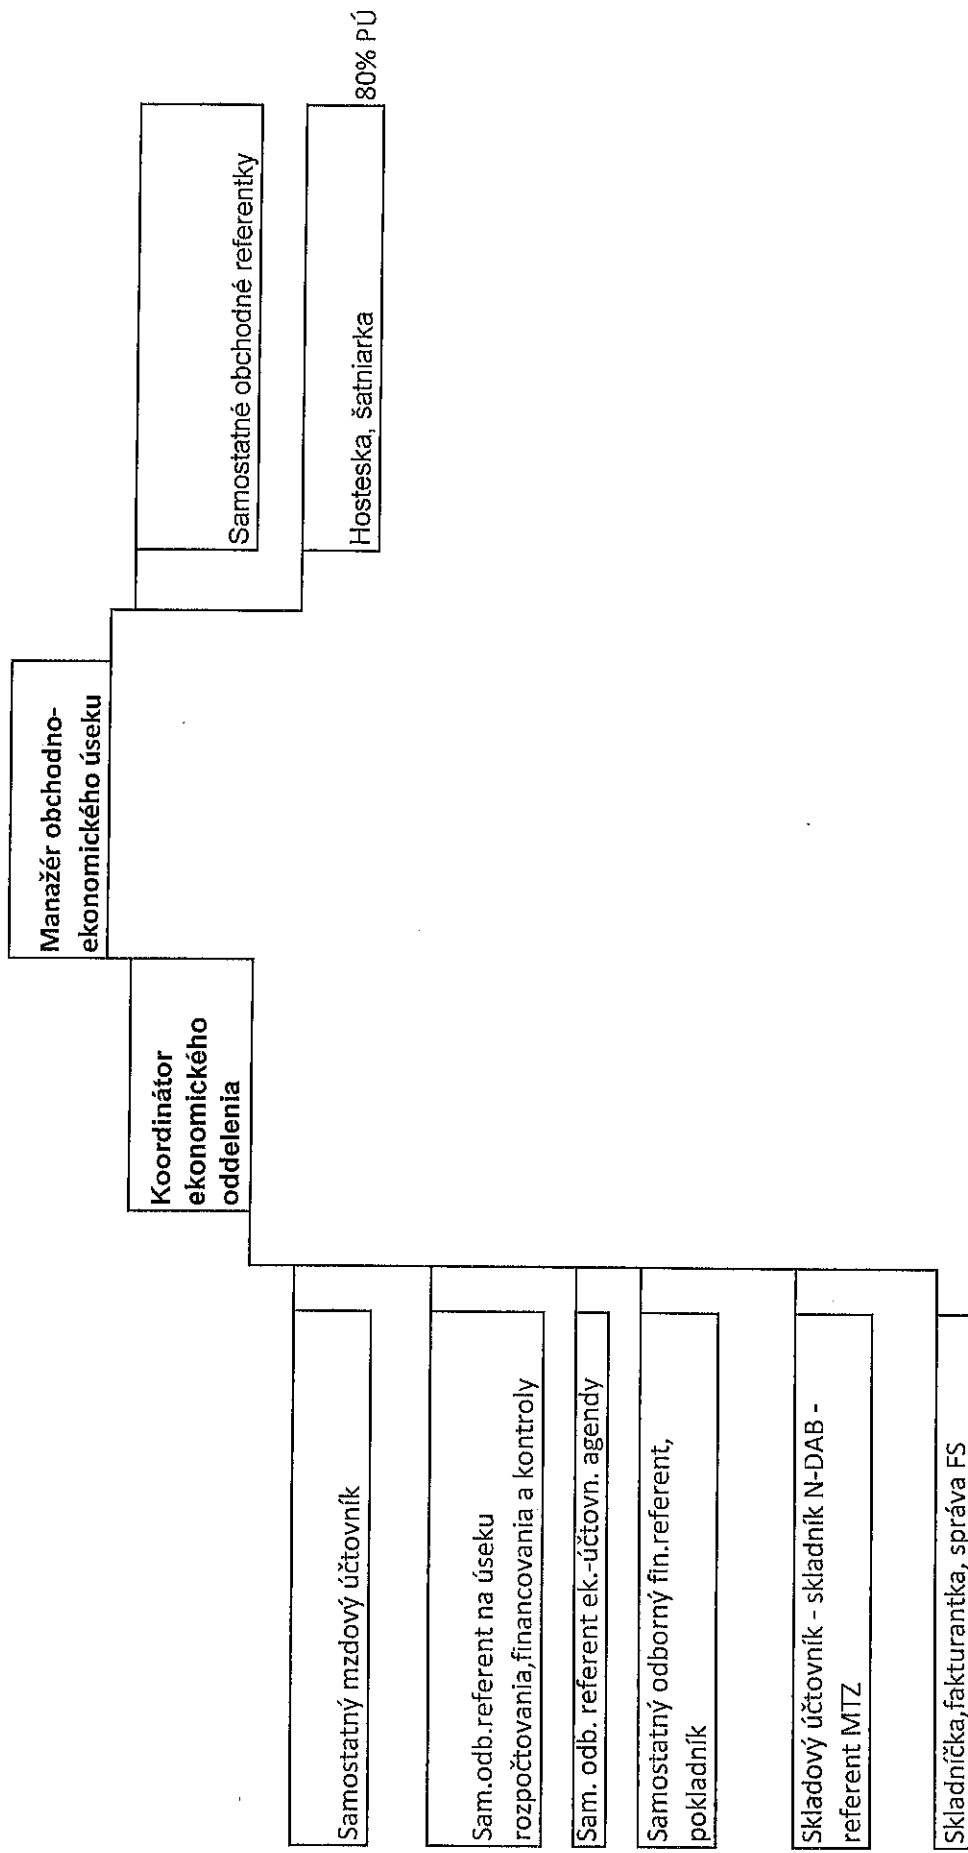 Manažér obchodno-
ekonomického úseku
Koordinátor
ekonomického
oddelenia
Samostatný mzdový účtovník
Sam.odb.referent na úseku
rozpočtovania,financovania a kontroly
Sam. odb. referent ek.-účtovn. agendy
Samostatný odborný fin.referent,
pokladník
Skladový účtovník - skladník N-DAB -
referent MTZ
Skladníčka,fakturantka, správa FS
Samostatné obchodné referentky
Hosteska, šatniarka
80% PÚ